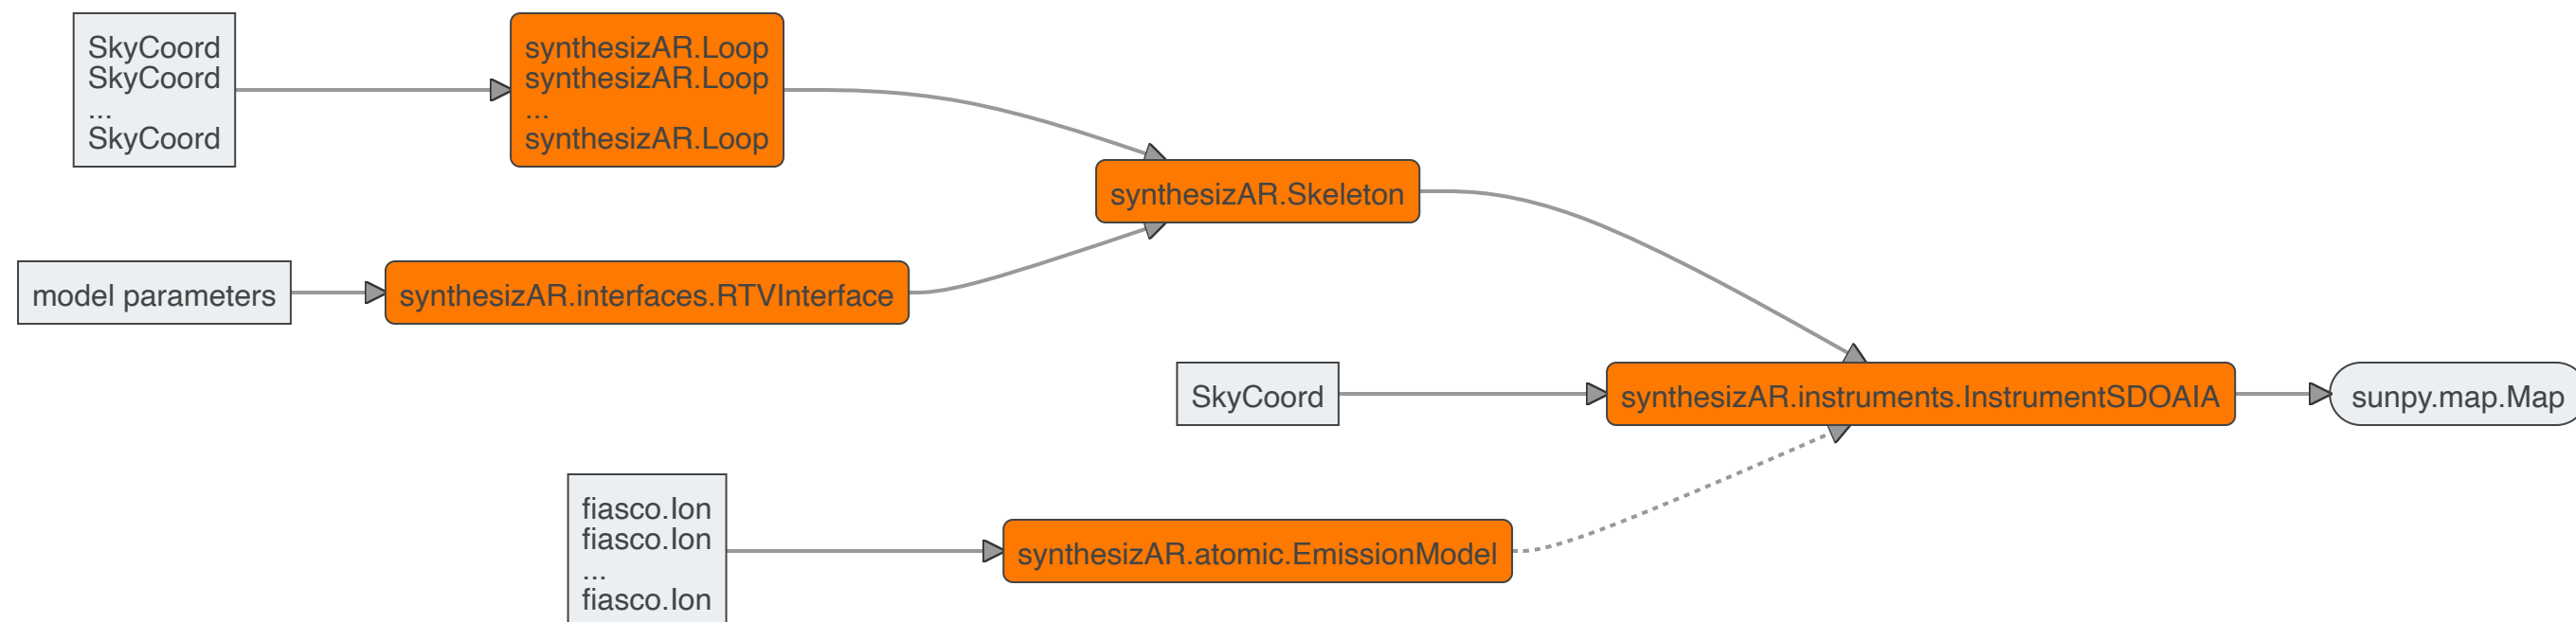 SkyCoord
SkyCoord
...
SkyCoord
synthesizAR.Loop
synthesizAR.Loop
...
synthesizAR.Loop
synthesizAR.Skeleton
model parameters
synthesizAR.interfaces.RTVInterface
SkyCoord
synthesizAR.instruments.InstrumentSDOAIA
sunpy.map.Map
fiasco.Ion
fiasco.Ion
...
fiasco.Ion
synthesizAR.atomic.EmissionModel